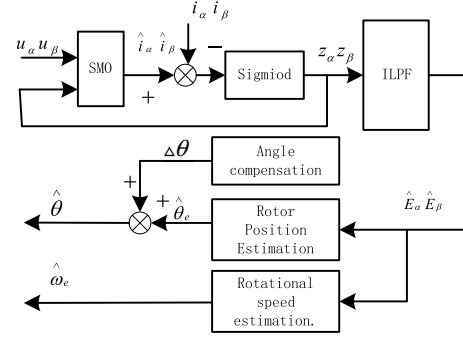 i_α i_β
u_α u_β
SMO
î_α î_β
−
+
Sigmiod
z_α z_β
ILPF
Δθ
Angle
compensation
+
+
θ̂
θ̂_e
Rotor
Position
Estimation
Ê_α Ê_β
ω̂_e
Rotational
speed
estimation.